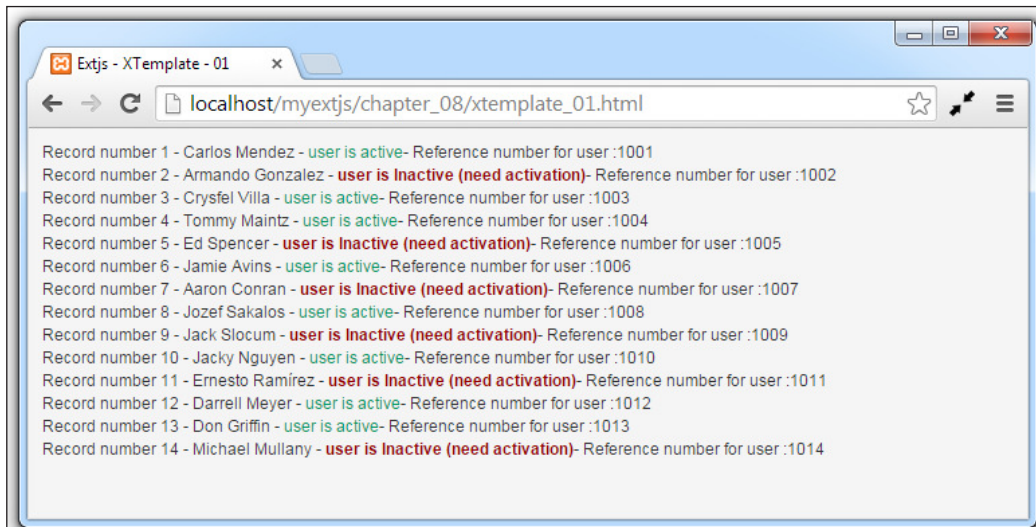 Extjs - XTemplate - 01
localhost/myextjs/chapter_08/xtemplate_01.html
Record number 1 - Carlos Mendez - user is active- Reference number for user :1001
Record number 2 - Armando Gonzalez - user is Inactive (need activation)- Reference number for user :1002
Record number 3 - Crysfel Villa - user is active- Reference number for user :1003
Record number 4 - Tommy Maintz - user is active- Reference number for user :1004
Record number 5 - Ed Spencer - user is Inactive (need activation)- Reference number for user :1005
Record number 6 - Jamie Avins - user is active- Reference number for user :1006
Record number 7 - Aaron Conran - user is Inactive (need activation)- Reference number for user :1007
Record number 8 - Jozef Sakalos - user is active- Reference number for user :1008
Record number 9 - Jack Slocum - user is Inactive (need activation)- Reference number for user :1009
Record number 10 - Jacky Nguyen - user is active- Reference number for user :1010
Record number 11 - Ernesto Ramírez - user is Inactive (need activation)- Reference number for user :1011
Record number 12 - Darrell Meyer - user is active- Reference number for user :1012
Record number 13 - Don Griffin - user is active- Reference number for user :1013
Record number 14 - Michael Mullany - user is Inactive (need activation)- Reference number for user :1014